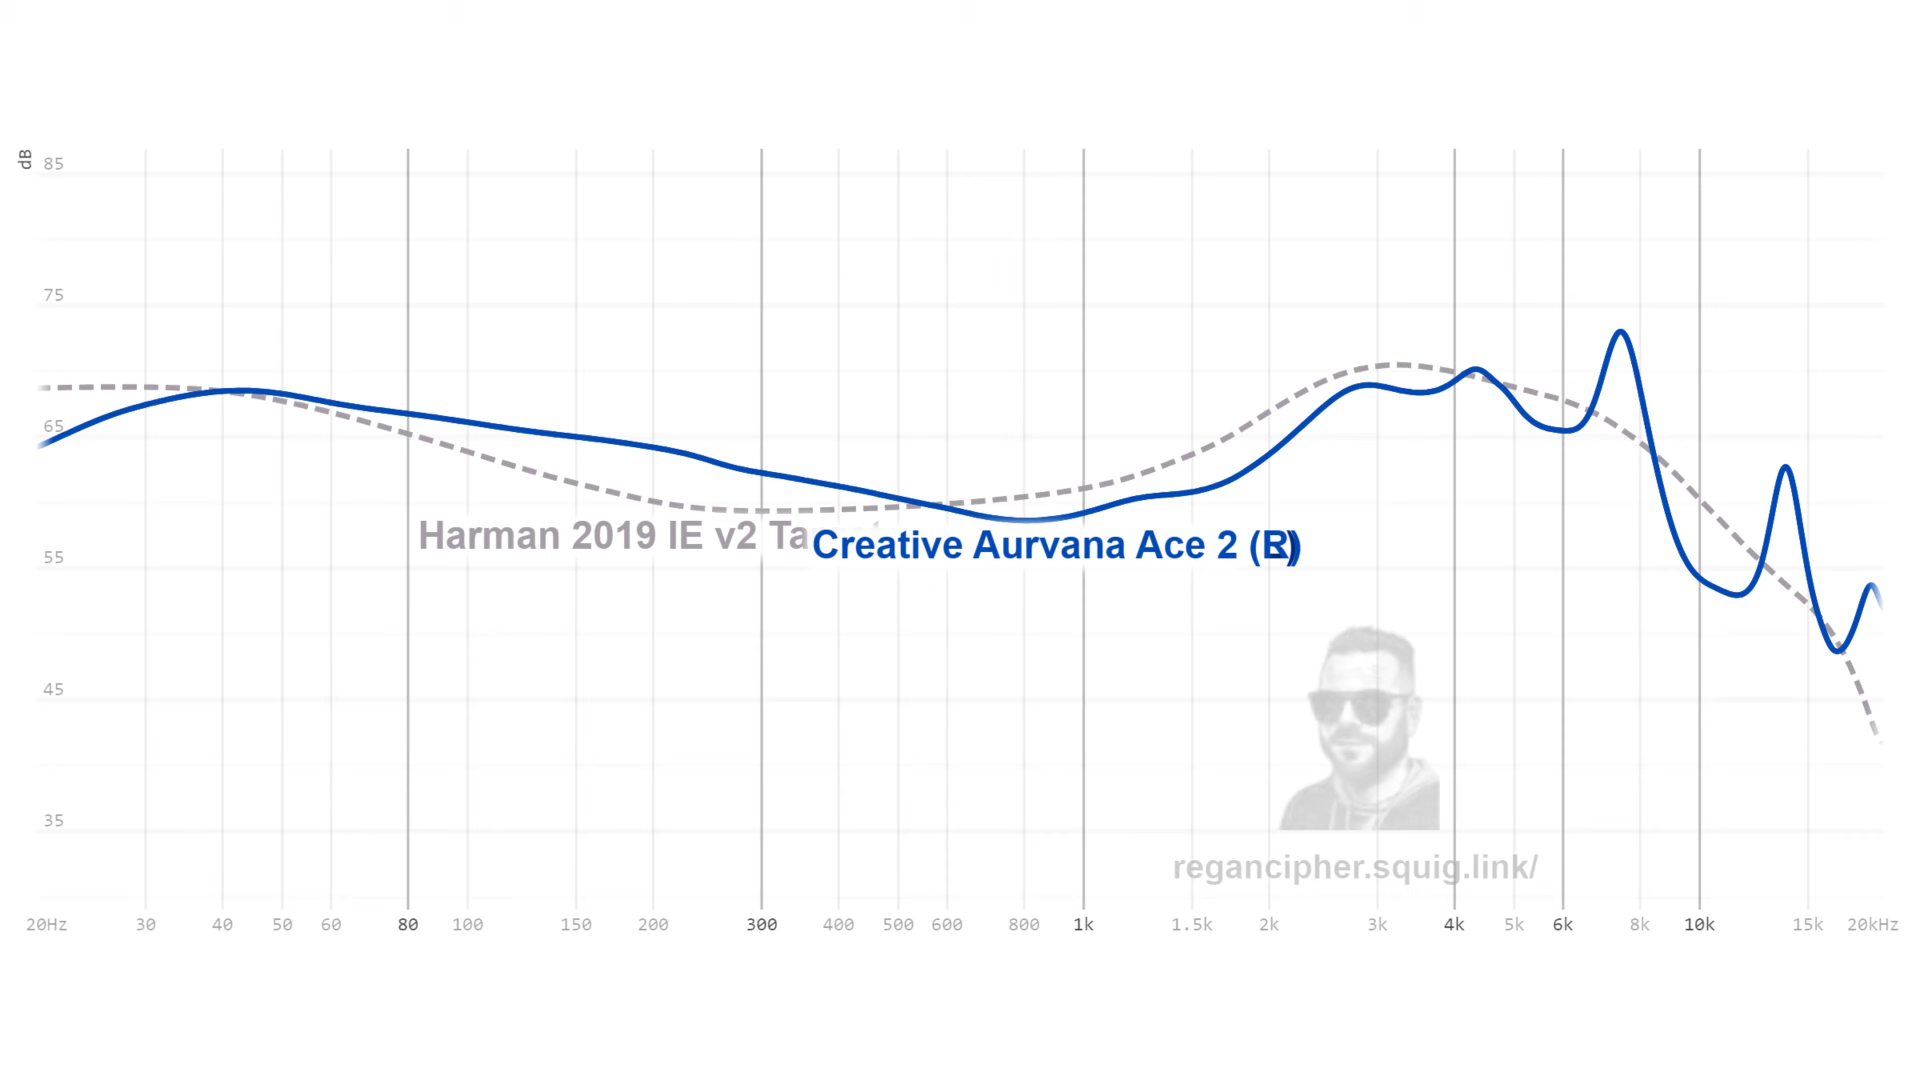 dB
85
75
65
55
45
35
Harman 2019 IE v2
Creative Aurvana Ace 2
regancipher.squig.link/
20Hz 30 40 50 60 80 100 150 200 300 400 500 600 800 1k 1.5k 2k 3k 4k 5k 6k 8k 10k 15k 20kHz